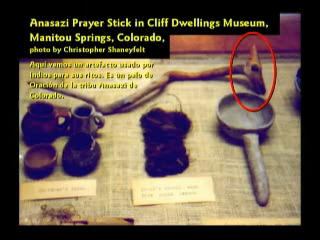 Anasazi Prayer Stick in Cliff Dwellings Museum,
Manitou Springs, Colorado,
photo by Christopher Shaneyfelt
Aqui vemos un artefacto usado por
indios para sus ritos. Es un palo de
Oración de la tribu Anasazi de
Colorado.